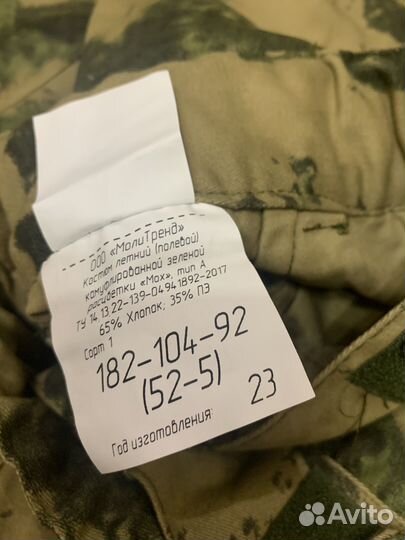 ООО «МолиТренд»
Костюм летний (полевой)
камуфлированной зеленой
расцветки «Мох», тип А
ТУ 14.13.22-139-04941892-2017
65% Хлопок; 35% ПЭ
Сорт 1
182-104-92
(52-5)
Год изготовления: 23
Avito